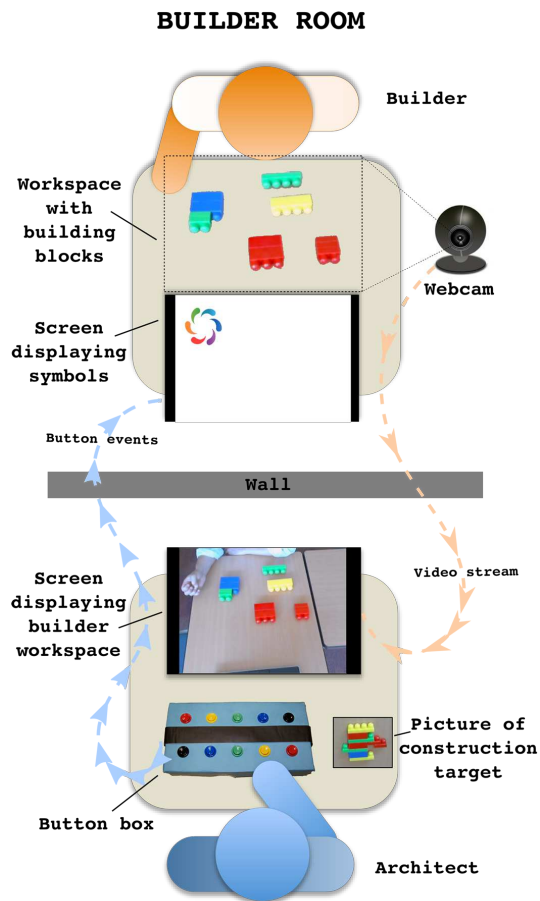 BUILDER ROOM
Builder
Workspace
with
building
blocks
Webcam
Screen
displaying
symbols
Button events
Wall
Video stream
Screen
displaying
builder
workspace
Picture of
construction
target
Button box
Architect